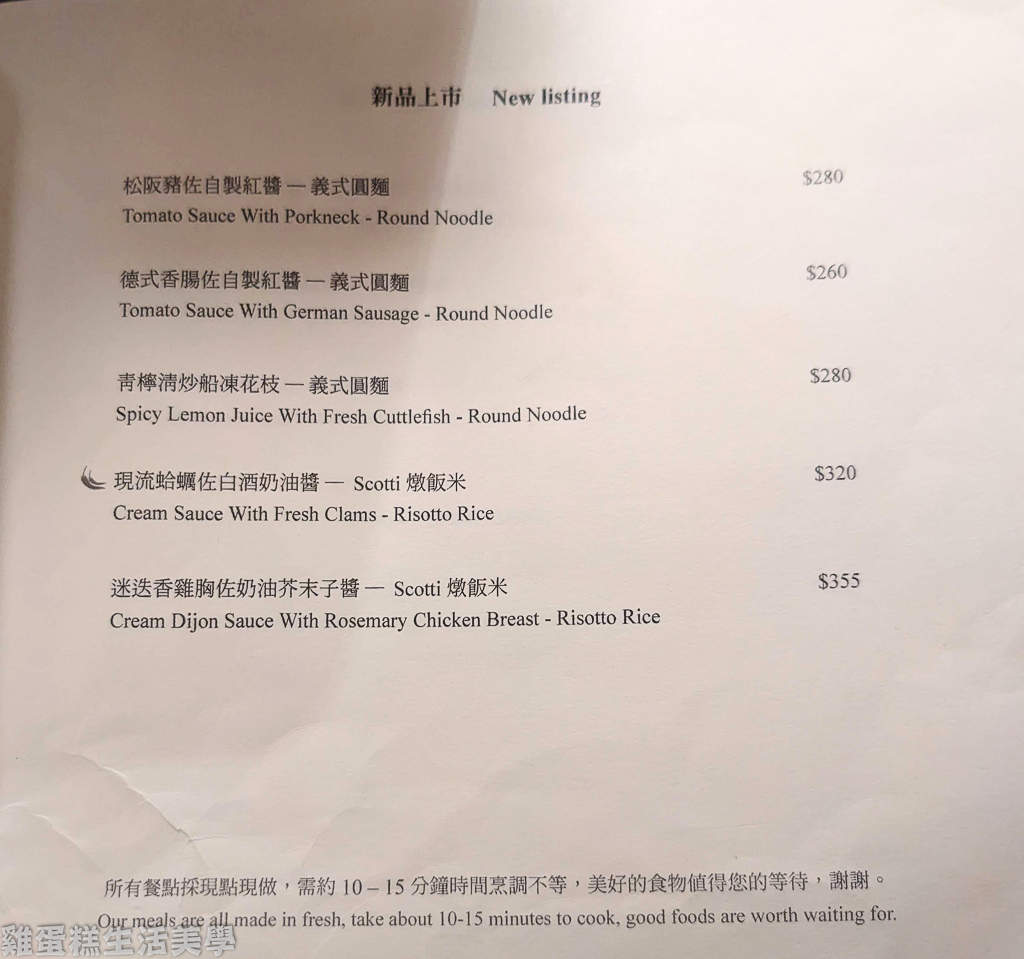 新品上市 New listing
松阪豬佐自製紅醬 — 義式圓麵 $280
Tomato Sauce With Porkneck - Round Noodle
德式香腸佐自製紅醬 — 義式圓麵 $260
Tomato Sauce With German Sausage - Round Noodle
青檸清炒船凍花枝 — 義式圓麵 $280
Spicy Lemon Juice With Fresh Cuttlefish - Round Noodle
現流蛤蠣佐白酒奶油醬 — Scotti 燉飯米 $320
Cream Sauce With Fresh Clams - Risotto Rice
迷迭香雞胸佐奶油芥末子醬 — Scotti 燉飯米 $355
Cream Dijon Sauce With Rosemary Chicken Breast - Risotto Rice
所有餐點採現點現做，需約 10 – 15 分鐘時間烹調不等，美好的食物值得您的等待，謝謝。
Our meals are all made in fresh, take about 10-15 minutes to cook, good foods are worth waiting for.
雞蛋糕生活美學